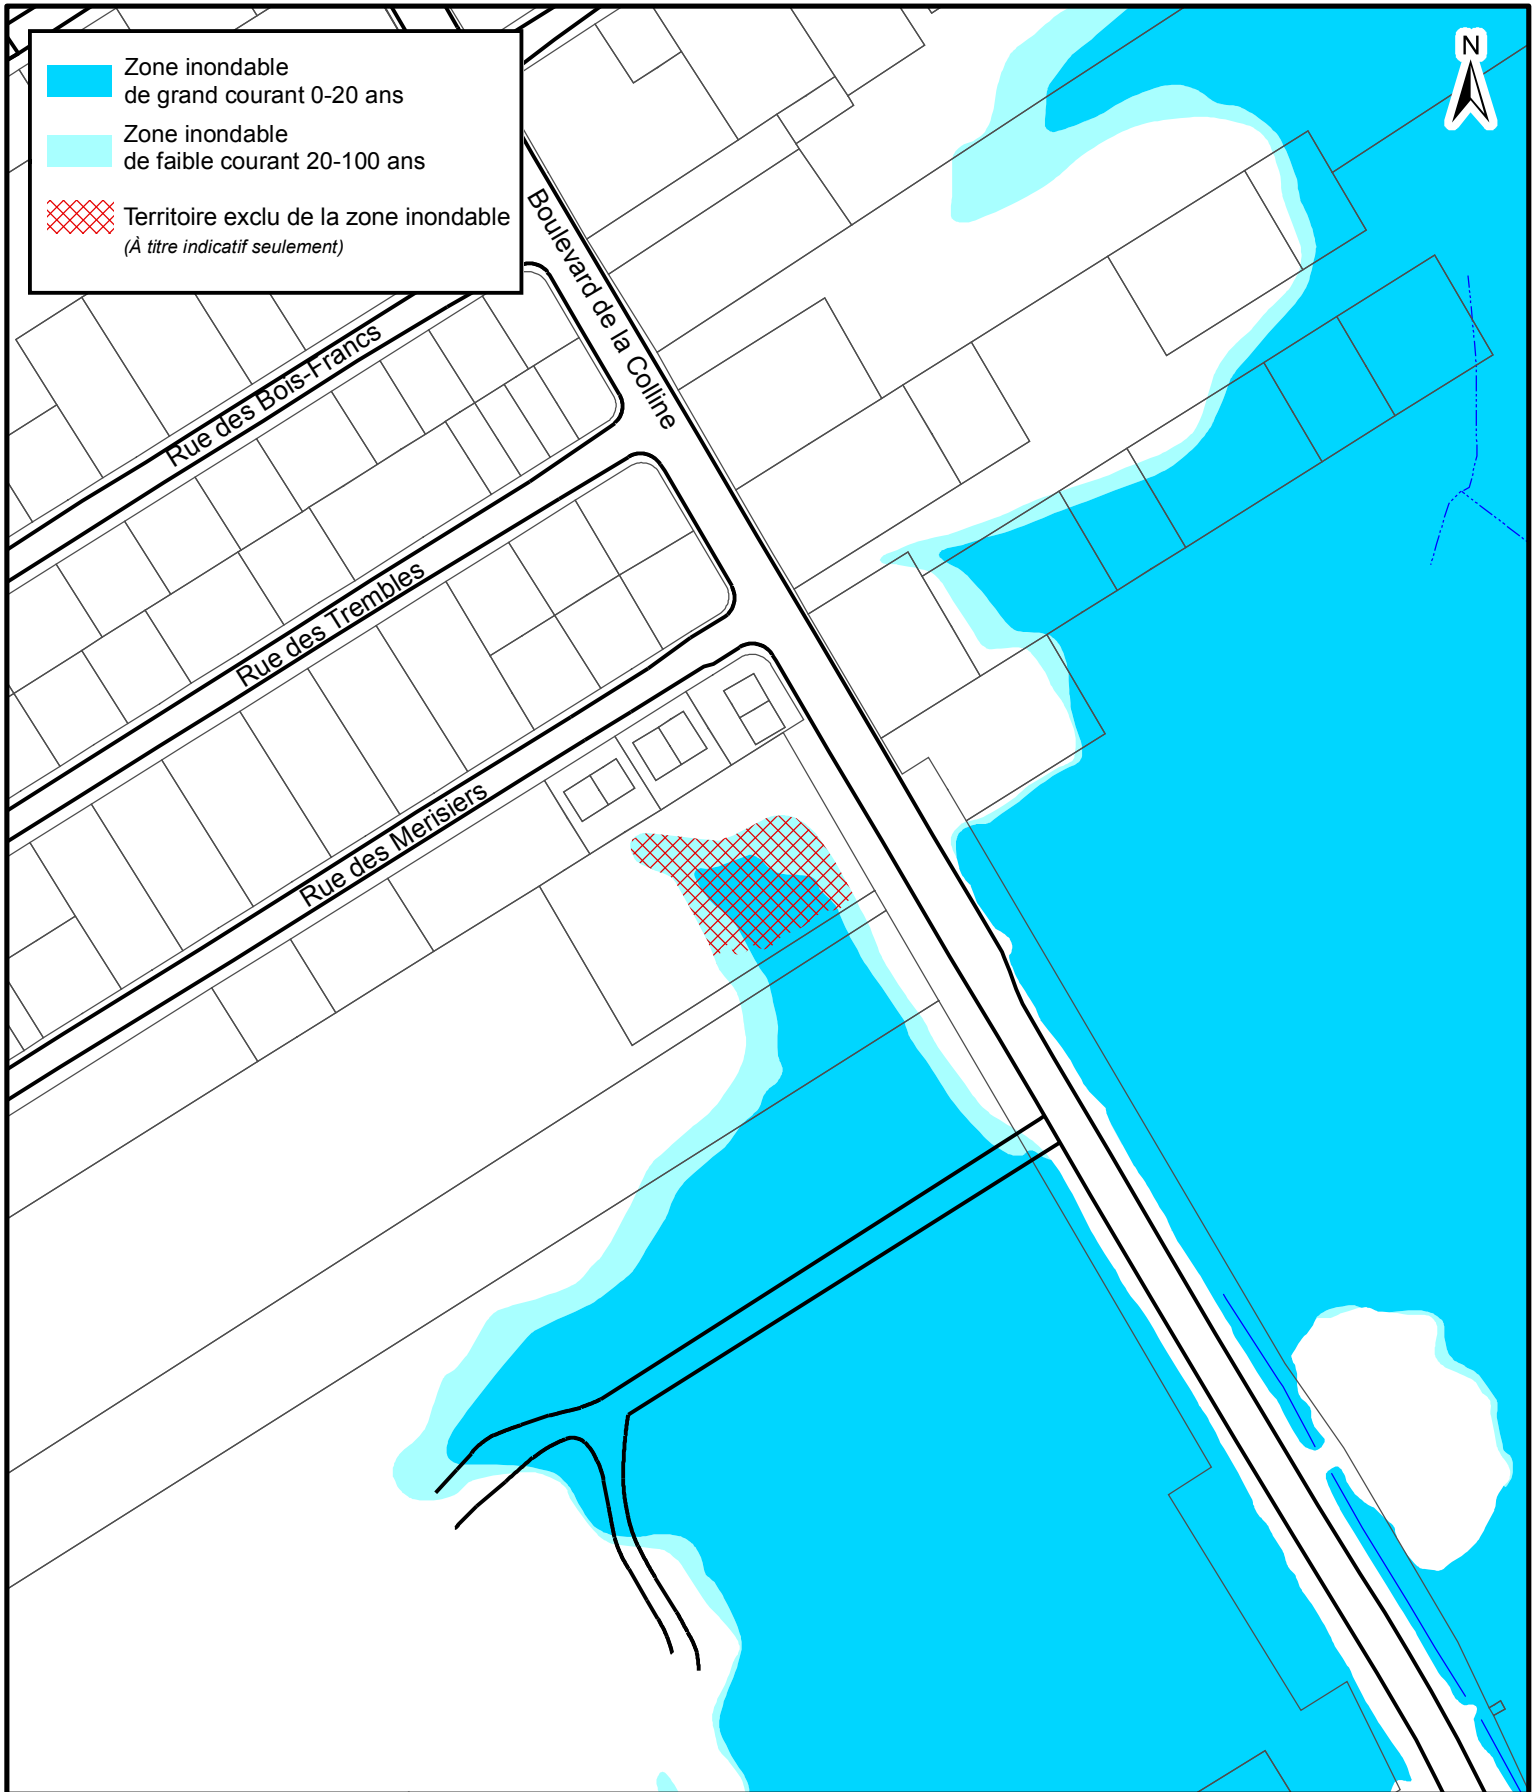 Zone inondable
de grand courant 0-20 ans
Zone inondable
de faible courant 20-100 ans
Territoire exclu de la zone inondable
(À titre indicatif seulement)
N
Boulevard de la Colline
Rue des Bois-Francs
Rue des Trembles
Rue des Merisiers